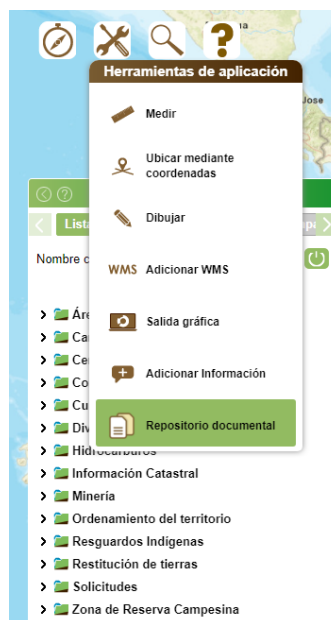 Herramientas de aplicación
Jose
Medir
Ubicar mediante
coordenadas
Dibujar
WMS Adicionar WMS
Salida gráfica
Adicionar Información
Repositorio documental
Lista
Nombre
Hidrocarburos
Información Catastral
Minería
Ordenamiento del territorio
Resguardos Indígenas
Restitución de tierras
Solicitudes
Zona de Reserva Campesina